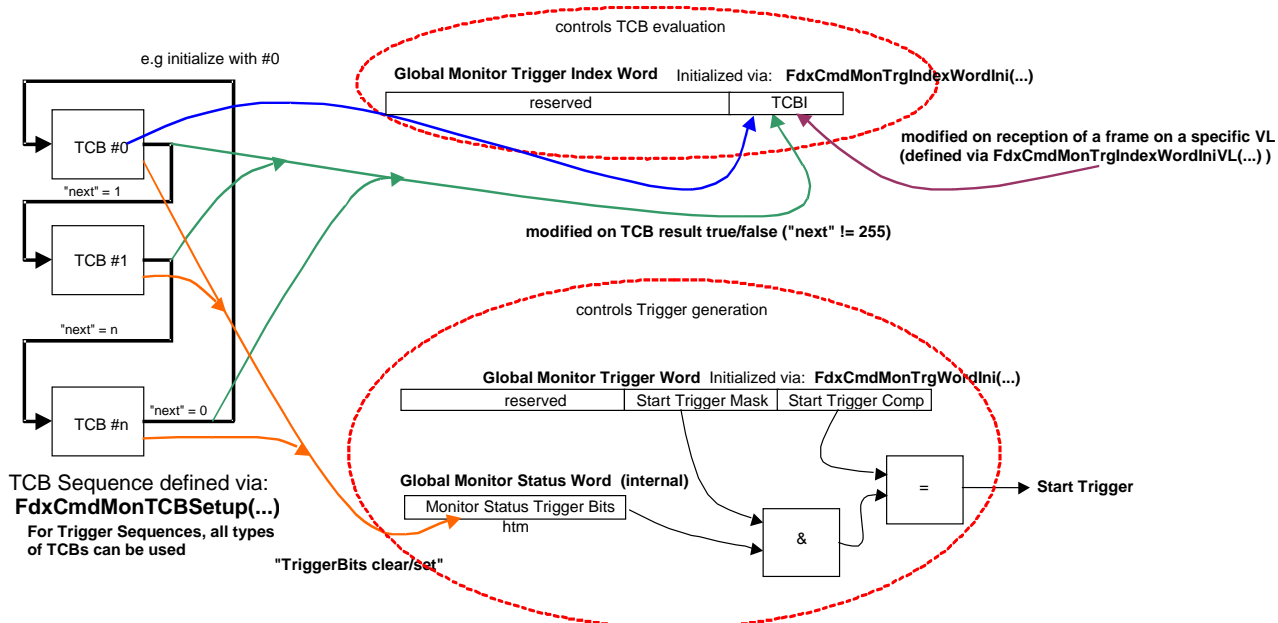 controls TCB evaluation
e.g initialize with #0
Global Monitor Trigger Index Word Initialized via: FdxCmdMonTrgIndexWordIni(...)
reserved TCBI
modified on reception of a frame on a specific VL
(defined via FdxCmdMonTrgIndexWordIniVL(...) )
TCB #0
"next" = 1
modified on TCB result true/false ("next" != 255)
TCB #1
"next" = n
controls Trigger generation
Global Monitor Trigger Word Initialized via: FdxCmdMonTrgWordIni(...)
reserved Start Trigger Mask Start Trigger Comp
"next" = 0
TCB #n
TCB Sequence defined via:
FdxCmdMonTCBSetup(...)
For Trigger Sequences, all types
of TCBs can be used
Global Monitor Status Word (internal)
Monitor Status Trigger Bits
htm
=
Start Trigger
&
"TriggerBits clear/set"